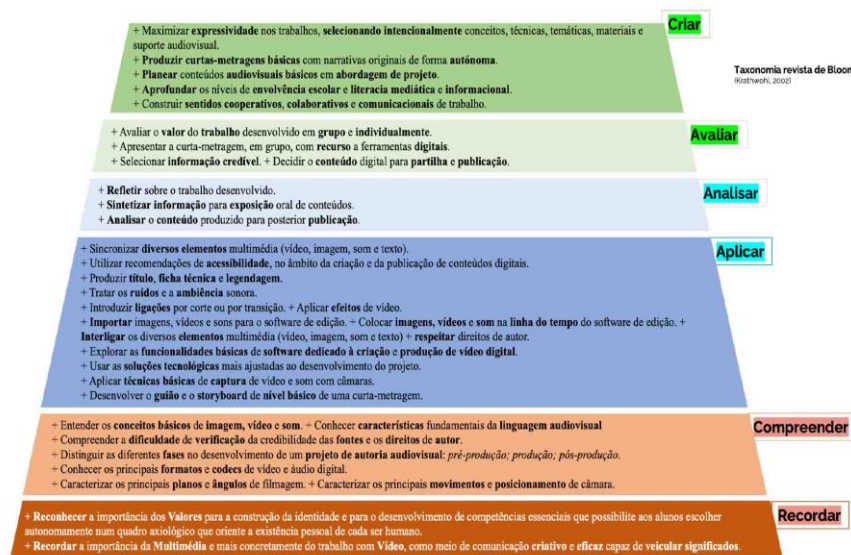 Criar
+ Maximizar expressividade nos trabalhos, selecionando intencionalmente conceitos, técnicas, temáticas, materiais e
suporte audiovisual.
+ Produzir curtas-metragens básicas com narrativas originais de forma autónoma.
+ Planear conteúdos audiovisuais básicos em abordagem de projeto.
+ Aprofundar os níveis de envolvência escolar e literacia mediática e informacional.
+ Construir sentidos cooperativos, colaborativos e comunicacionais de trabalho.
Taxonomia revista de Bloom
(Krathwohl, 2002)
Avaliar
+ Avaliar o valor do trabalho desenvolvido em grupo e individualmente.
+ Apresentar a curta-metragem, em grupo, com recurso a ferramentas digitais.
+ Selecionar informação credível. + Decidir o conteúdo digital para partilha e publicação.
Analisar
+ Refletir sobre o trabalho desenvolvido.
+ Sintetizar informação para exposição oral de conteúdos.
+ Analisar o conteúdo produzido para posterior publicação.
Aplicar
+ Sincronizar diversos elementos multimédia (vídeo, imagem, som e texto).
+ Utilizar recomendações de acessibilidade, no âmbito da criação e da publicação de conteúdos digitais.
+ Produzir título, ficha técnica e legendagem.
+ Tratar os ruídos e a ambiência sonora.
+ Introduzir ligações por corte ou por transição. + Aplicar efeitos de vídeo.
+ Importar imagens, vídeos e sons para o software de edição. + Colocar imagens, vídeos e som na linha do tempo do software de edição. +
Interligar os diversos elementos multimédia (vídeo, imagem, som e texto) + respeitar direitos de autor.
+ Explorar as funcionalidades básicas de software dedicado à criação e produção de vídeo digital.
+ Usar as soluções tecnológicas mais ajustadas ao desenvolvimento do projeto.
+ Aplicar técnicas básicas de captura de vídeo e som com câmaras.
+ Desenvolver o guião e o storyboard de nível básico de uma curta-metragem.
Compreender
+ Entender os conceitos básicos de imagem, vídeo e som. + Conhecer características fundamentais da linguagem audiovisual
+ Compreender a dificuldade de verificação da credibilidade das fontes e os direitos de autor.
+ Distinguir as diferentes fases no desenvolvimento de um projeto de autoria audiovisual: pré-produção; produção; pós-produção.
+ Conhecer os principais formatos e codecs de vídeo e áudio digital.
+ Caracterizar os principais planos e ângulos de filmagem. + Caracterizar os principais movimentos e posicionamento de câmara.
Recordar
+ Reconhecer a importância dos Valores para a construção da identidade e para o desenvolvimento de competências essenciais que possibilite aos alunos escolher
autonomamente num quadro axiológico que oriente a existência pessoal de cada ser humano.
+ Recordar a importância da Multimédia e mais concretamente do trabalho com Vídeo, como meio de comunicação criativo e eficaz capaz de veicular significados.